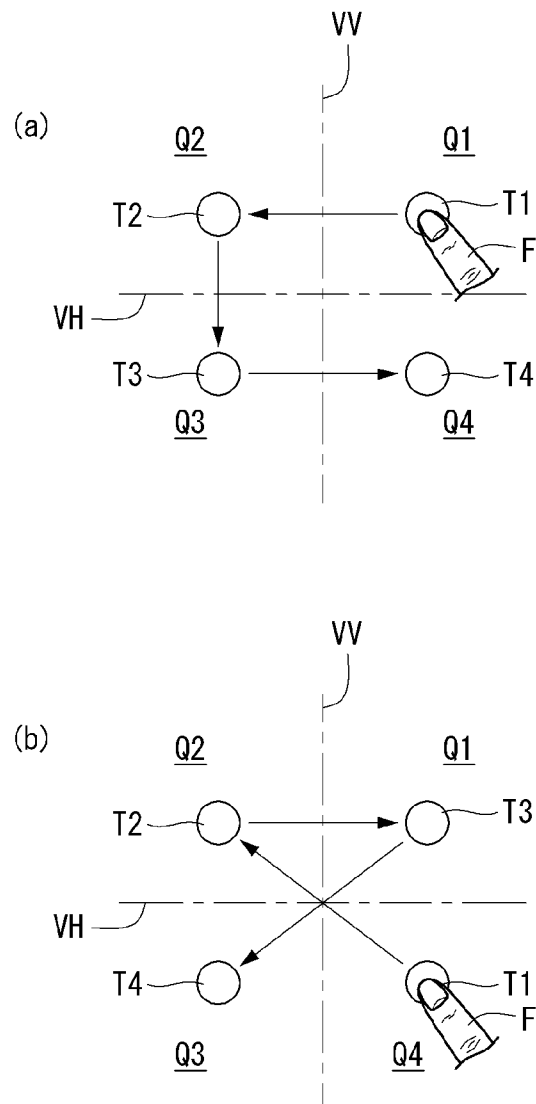 VV
(a)
Q2 Q1
T2 T1
F
VH
T3 T4
Q3 Q4
VV
(b)
Q2 Q1
T2 T3
VH
T4 T1
F
Q3 Q4